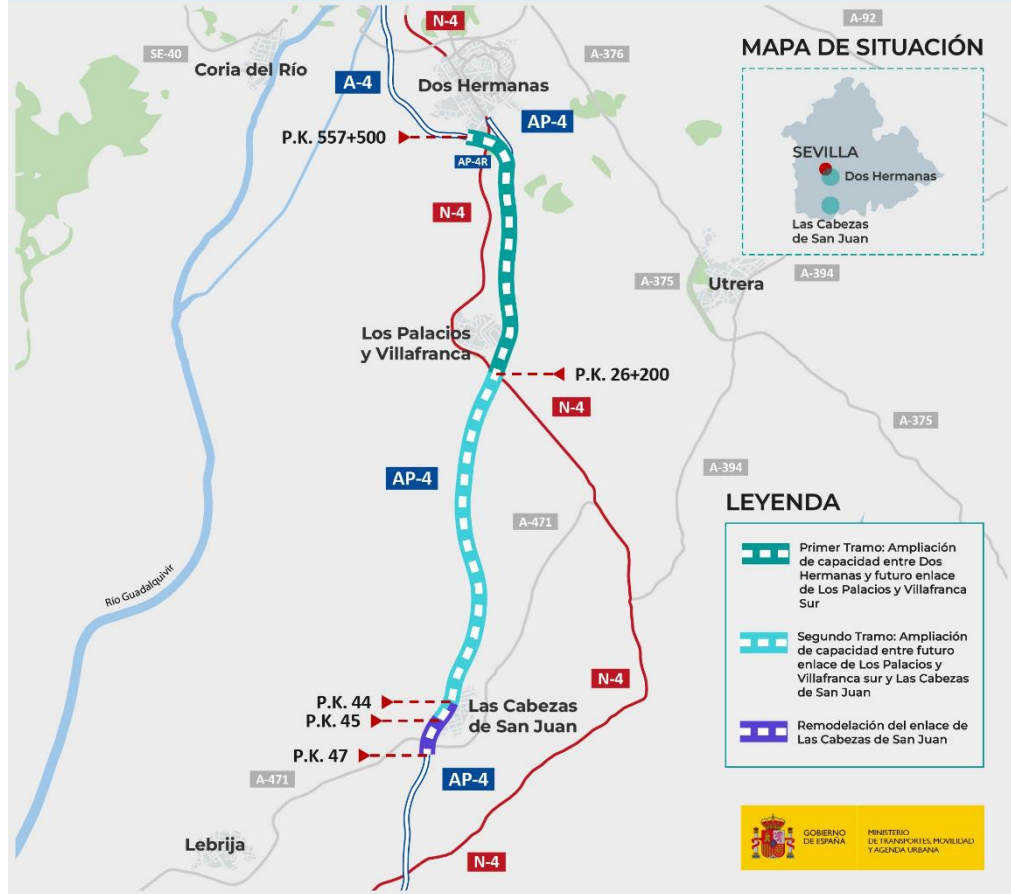 N-4
A-92
SE-40
Coria del Río
A-4
Dos Hermanas
A-376
AP-4
P.K. 557+500
AP-4R
N-4
MAPA DE SITUACIÓN
SEVILLA
Dos Hermanas
Las Cabezas
de San Juan
A-375
Utrera
A-394
Los Palacios
y Villafranca
P.K. 26+200
N-4
A-375
A-394
AP-4
A-471
Río Guadalquivir
LEYENDA
Primer Tramo: Ampliación
de capacidad entre Dos
Hermanas y futuro enlace
de Los Palacios y Villafranca
Sur
Segundo Tramo: Ampliación
de capacidad entre futuro
enlace de Los Palacios y
Villafranca sur y Las Cabezas
de San Juan
Remodelación del enlace de
Las Cabezas de San Juan
N-4
P.K. 44
P.K. 45
P.K. 47
Las Cabezas
de San Juan
A-471
AP-4
Lebrija
N-4
GOBIERNO
DE ESPAÑA
MINISTERIO
DE TRANSPORTES, MOVILIDAD
Y AGENDA URBANA